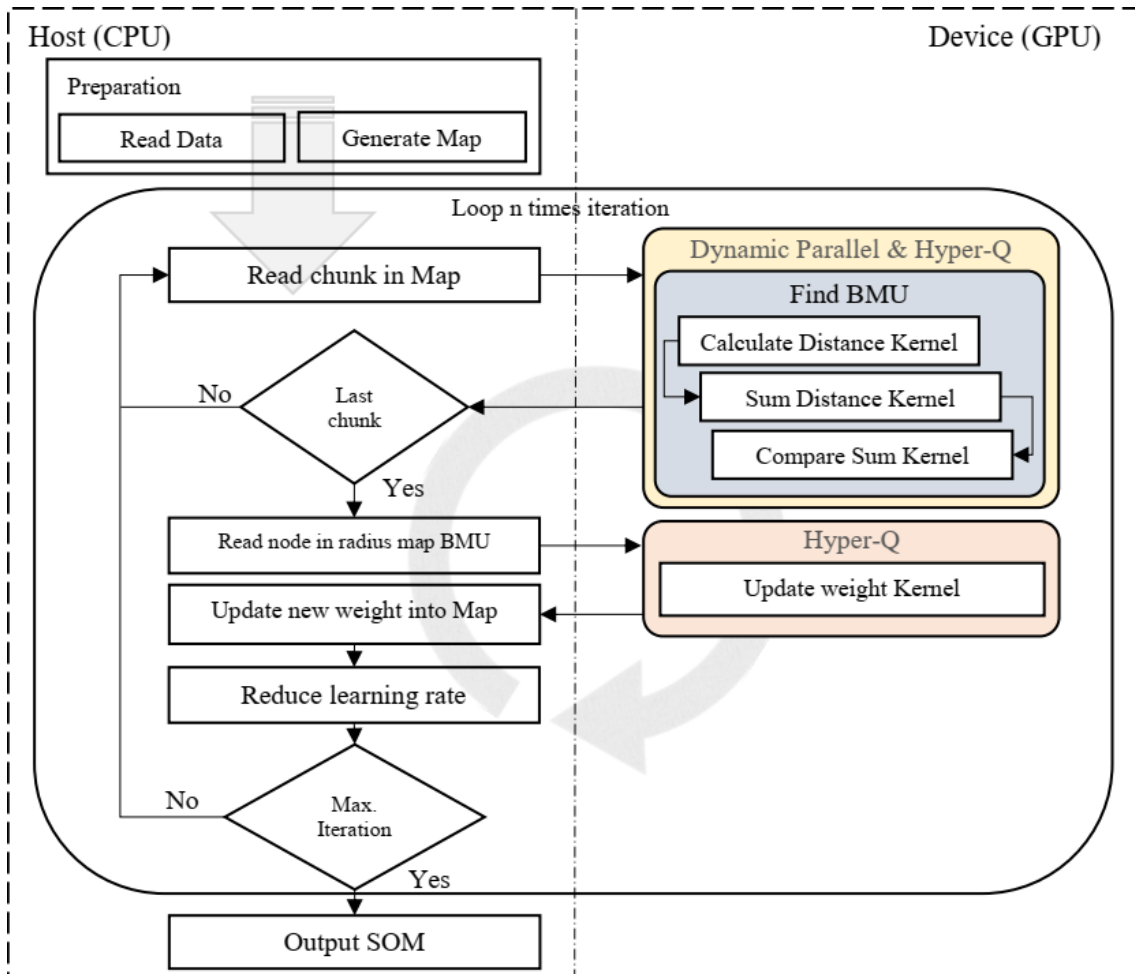 Host (CPU)
Device (GPU)
Preparation
Read Data
Generate Map
Loop n times iteration
Read chunk in Map
Dynamic Parallel & Hyper-Q
Find BMU
Calculate Distance Kernel
Sum Distance Kernel
Compare Sum Kernel
No
Last
chunk
Yes
Read node in radius map BMU
Hyper-Q
Update weight Kernel
Update new weight into Map
Reduce learning rate
No
Max.
Iteration
Yes
Output SOM